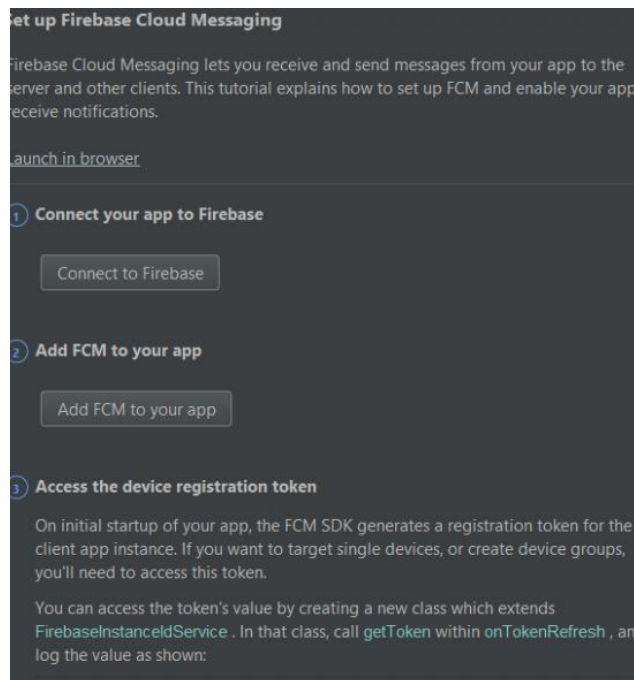 Set up Firebase Cloud Messaging
Firebase Cloud Messaging lets you receive and send messages from your app to the
server and other clients. This tutorial explains how to set up FCM and enable your app
receive notifications.
Launch in browser
1 Connect your app to Firebase
Connect to Firebase
2 Add FCM to your app
Add FCM to your app
3 Access the device registration token
On initial startup of your app, the FCM SDK generates a registration token for the
client app instance. If you want to target single devices, or create device groups,
you'll need to access this token.
You can access the token's value by creating a new class which extends
FirebaseInstanceIdService . In that class, call getToken within onTokenRefresh , an
log the value as shown: